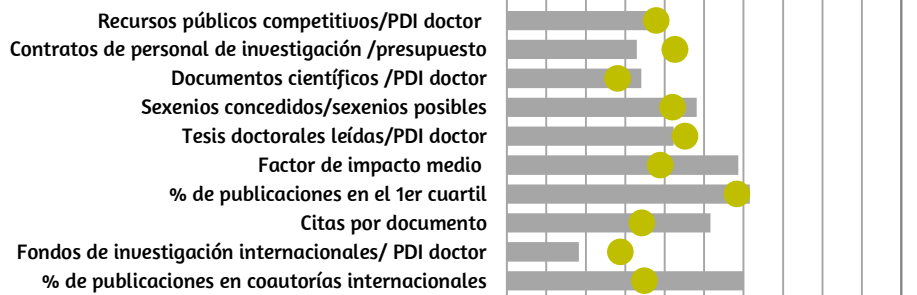 Recursos públicos competitivos/PDI doctor
Contratos de personal de investigación /presupuesto
Documentos científicos /PDI doctor
Sexenios concedidos/sexenios posibles
Tesis doctorales leídas/PDI doctor
Factor de impacto medio
% de publicaciones en el 1er cuartil
Citas por documento
Fondos de investigación internacionales/ PDI doctor
% de publicaciones en coautorías internacionales